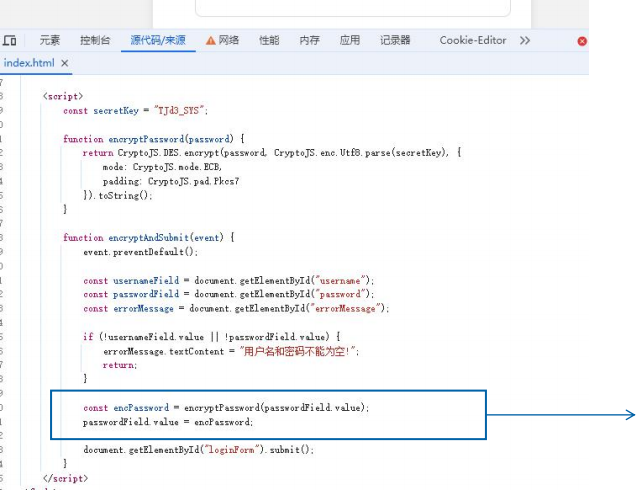 元素 控制台 源代码/来源 网络 性能 内存 应用 记录器 Cookie-Editor
index.html ×
<script>
const secretKey = "TJd3_SYS";
function encryptPassword(password) {
return CryptoJS.DES.encrypt(password, CryptoJS.enc.Utf8.parse(secretKey), {
mode: CryptoJS.mode.ECB,
padding: CryptoJS.pad.Pkcs7
}).toString();
}
function encryptAndSubmit(event) {
event.preventDefault();
const usernameField = document.getElementById("username");
const passwordField = document.getElementById("password");
const errorMessage = document.getElementById("errorMessage");
if (!usernameField.value || !passwordField.value) {
errorMessage.textContent = "用户名和密码不能为空!";
return;
}
const encPassword = encryptPassword(passwordField.value);
passwordField.value = encPassword;
document.getElementById("loginForm").submit();
}
</script>